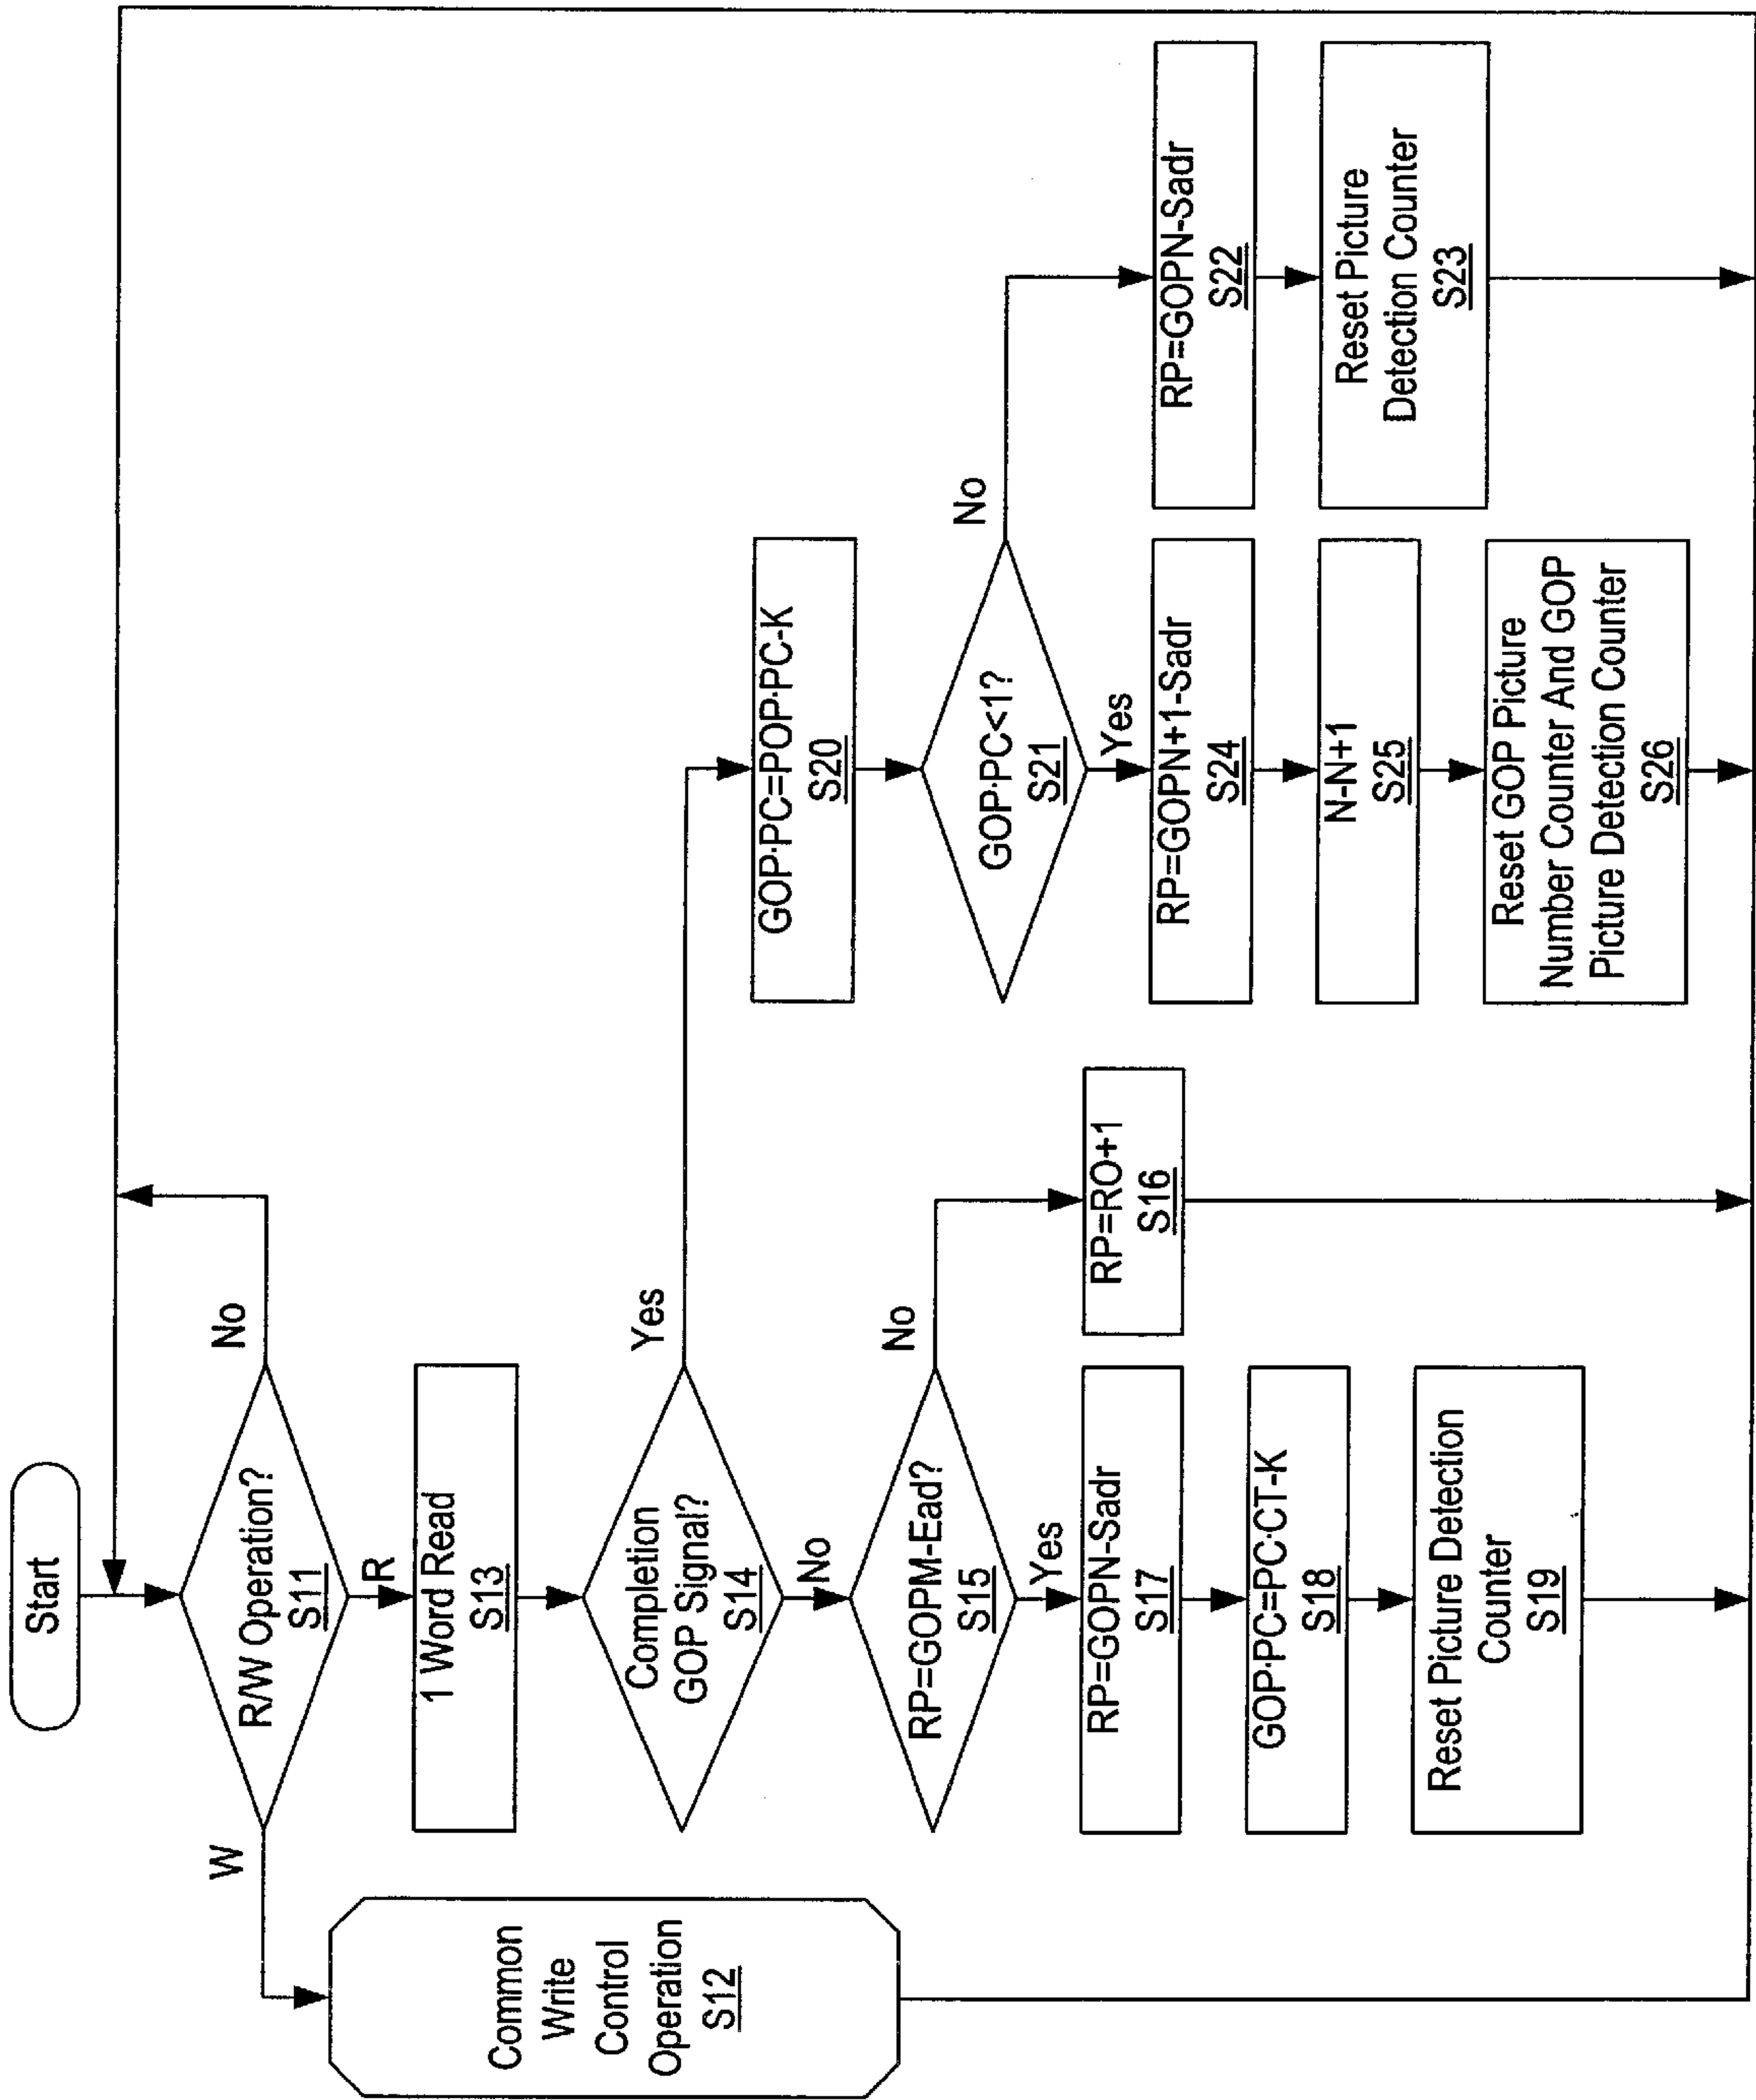 Start
R/W Operation?
S11
W
No
R
Common
Write
Control
Operation
S12
1 Word Read
S13
Completion
GOP Signal?
S14
Yes
No
RP=GOPM-Ead?
S15
No
Yes
RP=RO+1
S16
RP=GOPN-Sadr
S17
GOP·PC=PC·CT-K
S18
Reset Picture Detection
Counter
S19
GOP·PC=POP·PC-K
S20
GOP·PC<1?
S21
No
Yes
RP=GOPN-Sadr
S22
Reset Picture
Detection Counter
S23
RP=GOPN+1-Sadr
S24
N-N+1
S25
Reset GOP Picture
Number Counter And GOP
Picture Detection Counter
S26